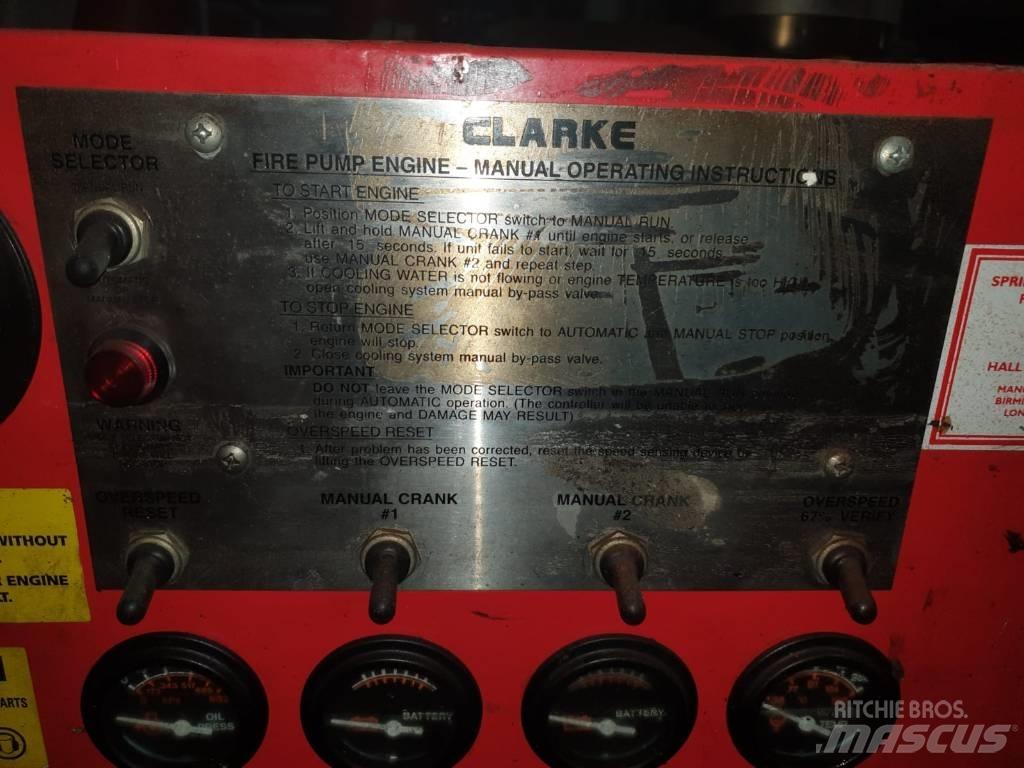 CLARKE
FIRE PUMP ENGINE – MANUAL OPERATING INSTRUCTIONS
MODE
SELECTOR
TO START ENGINE
1. Position MODE SELECTOR switch to MANUAL RUN
2. Lift and hold MANUAL CRANK #1 until engine starts, or release
after 15 seconds. If unit fails to start, wait for 15 seconds,
use MANUAL CRANK #2 and repeat step.
3. If COOLING WATER is not flowing or engine TEMPERATURE is too
open cooling system manual by-pass valve.
TO STOP ENGINE
1. Return MODE SELECTOR switch to AUTOMATIC MANUAL STOP position,
engine will stop.
2. Close cooling system manual by-pass valve.
IMPORTANT
DO NOT leave the MODE SELECTOR switch in the MANUAL
during AUTOMATIC operation. (The controller will be unable to
the engine and DAMAGE MAY RESULT)
OVERSPEED RESET
1. After problem has been corrected, reset the speed sensing device by
lifting the OVERSPEED RESET.
WARNING
OVERSPEED
RESET
MANUAL CRANK
#1
MANUAL CRANK
#2
OVERSPEED
67% VERIFY
SPRI
HALL
MAN
BIRM
LON
WITHOUT
ENGINE
PARTS
OIL
PRESS
BATTERY
BATTERY
TEMP
RITCHIE BROS.
MASCUS